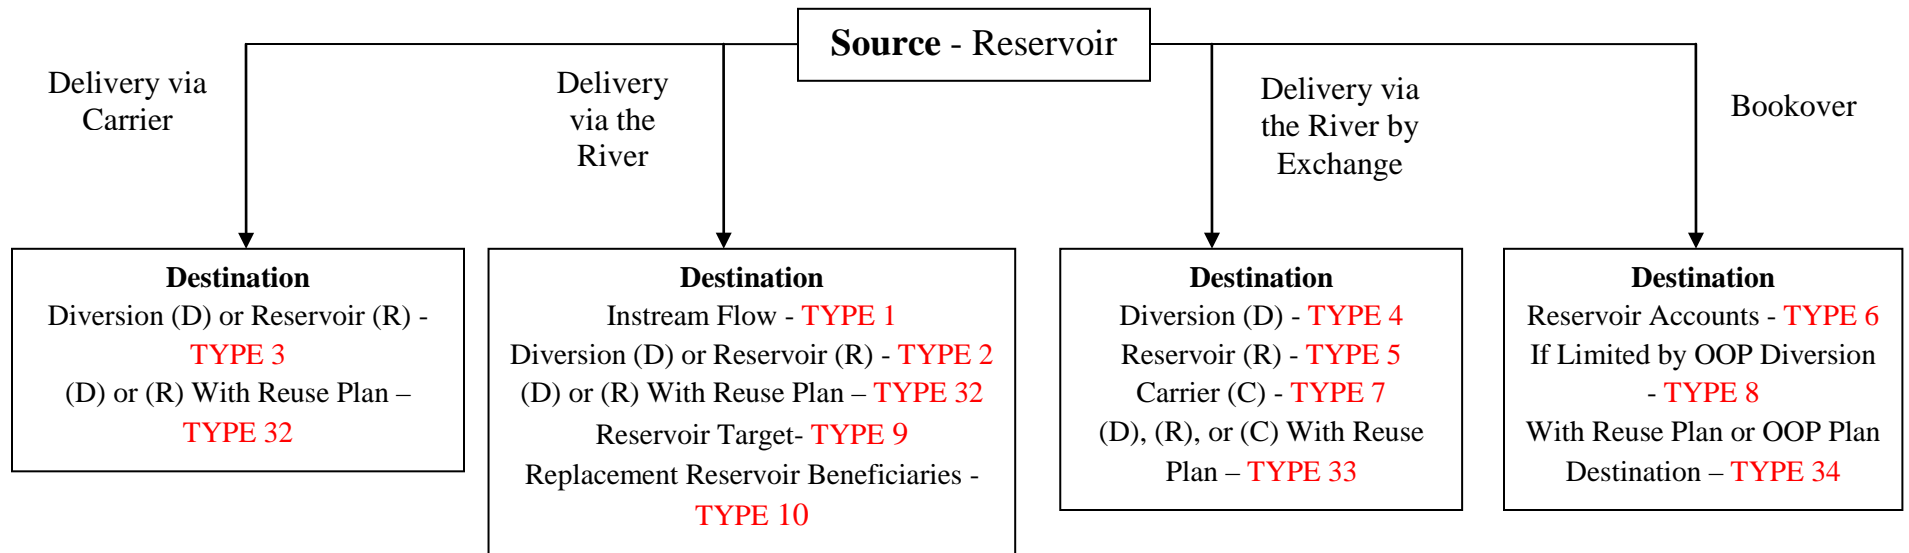 Source - Reservoir
Delivery via
Carrier
Delivery
via the
River
Delivery via
the River by
Exchange
Bookover
Destination
Diversion (D) or Reservoir (R) -
TYPE 3
(D) or (R) With Reuse Plan –
TYPE 32
Destination
Instream Flow - TYPE 1
Diversion (D) or Reservoir (R) - TYPE 2
(D) or (R) With Reuse Plan – TYPE 32
Reservoir Target- TYPE 9
Replacement Reservoir Beneficiaries -
TYPE 10
Destination
Diversion (D) - TYPE 4
Reservoir (R) - TYPE 5
Carrier (C) - TYPE 7
(D), (R), or (C) With Reuse
Plan – TYPE 33
Destination
Reservoir Accounts - TYPE 6
If Limited by OOP Diversion
- TYPE 8
With Reuse Plan or OOP Plan
Destination – TYPE 34